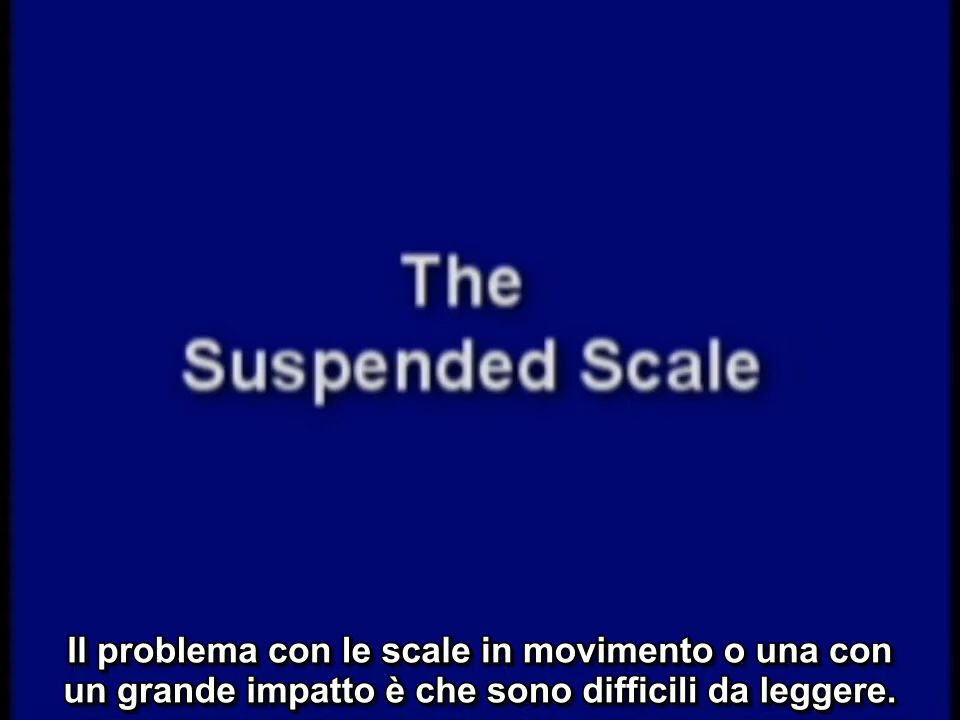 The
Suspended Scale
Il problema con le scale in movimento o una con
un grande impatto è che sono difficili da leggere.